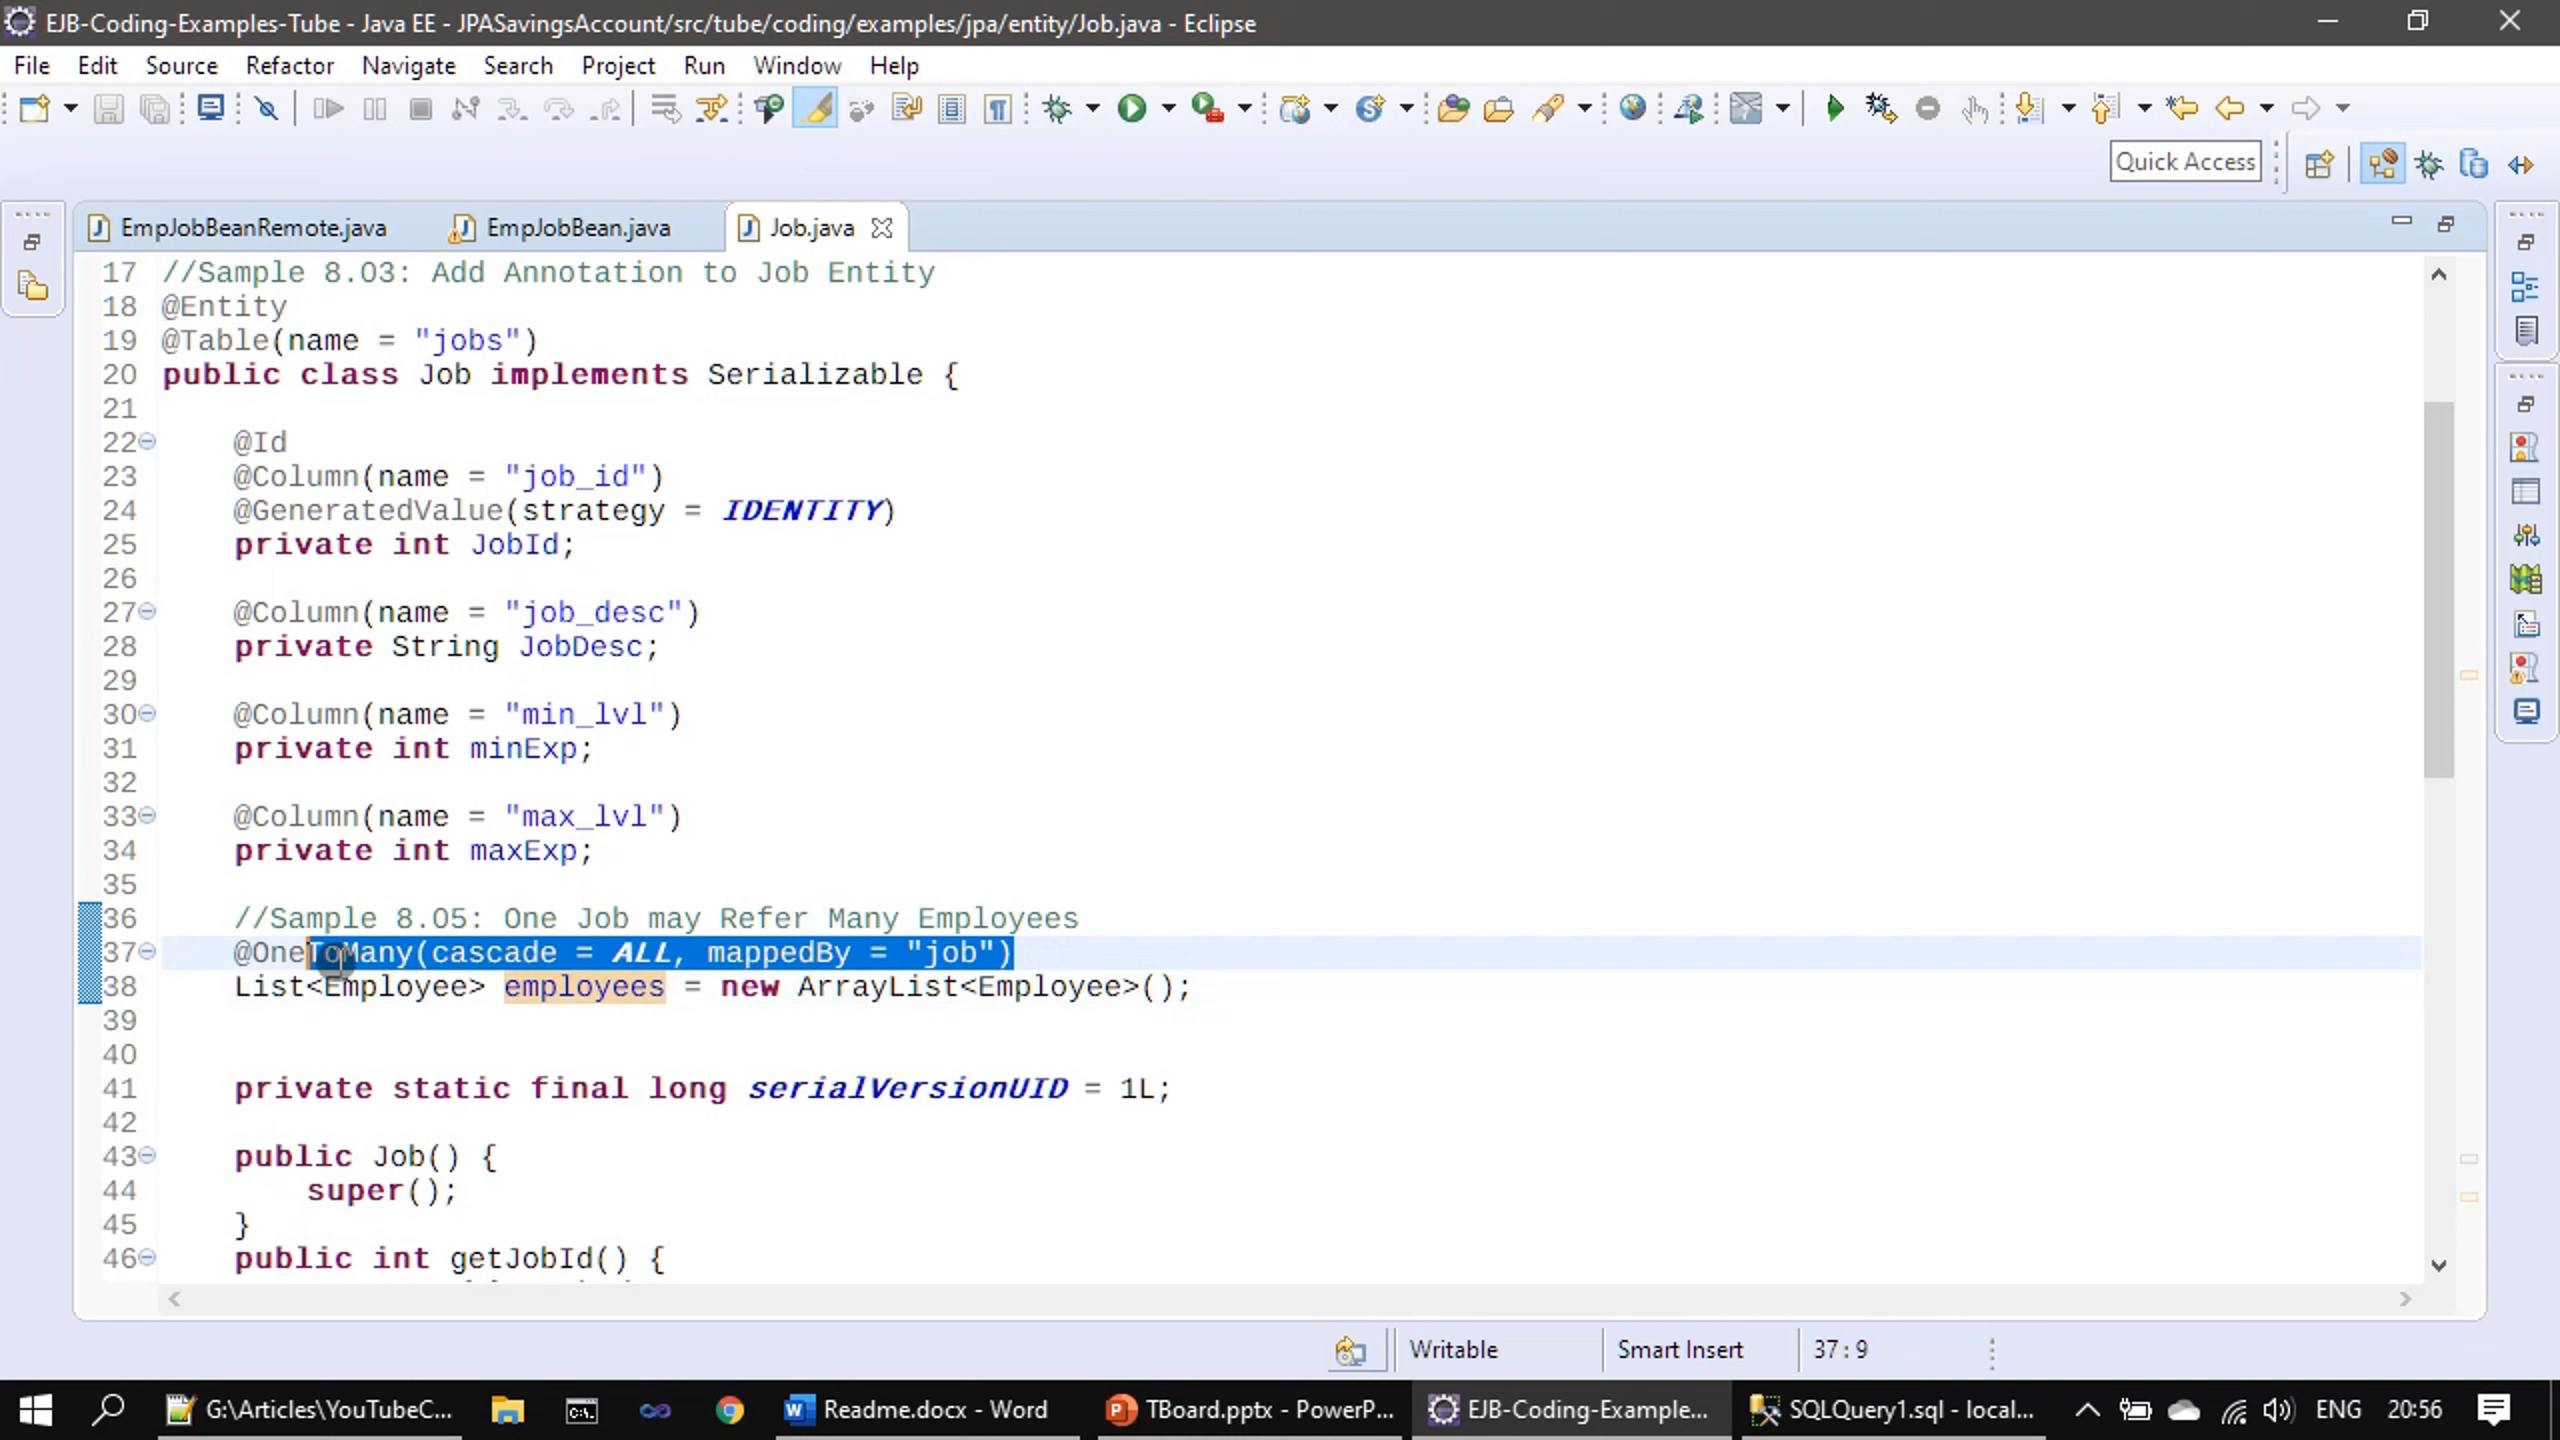 EJB-Coding-Examples-Tube - Java EE - JPASavingsAccount/src/tube/coding/examples/jpa/entity/Job.java - Eclipse
File Edit Source Refactor Navigate Search Project Run Window Help
Quick Access
EmpJobBeanRemote.java EmpJobBean.java Job.java
17 //Sample 8.03: Add Annotation to Job Entity
18 @Entity
19 @Table(name = "jobs")
20 public class Job implements Serializable {
21
22 @Id
23 @Column(name = "job_id")
24 @GeneratedValue(strategy = IDENTITY)
25 private int JobId;
26
27 @Column(name = "job_desc")
28 private String JobDesc;
29
30 @Column(name = "min_lvl")
31 private int minExp;
32
33 @Column(name = "max_lvl")
34 private int maxExp;
35
36 //Sample 8.05: One Job may Refer Many Employees
37 @OneToMany(cascade = ALL, mappedBy = "job")
38 List<Employee> employees = new ArrayList<Employee>();
39
40
41 private static final long serialVersionUID = 1L;
42
43 public Job() {
44 super();
45 }
46 public int getJobId() {
Writable Smart Insert 37 : 9
G:\Articles\YouTubeC... Readme.docx - Word TBoard.pptx - PowerP... EJB-Coding-Example... SQLQuery1.sql - local... ENG 20:56